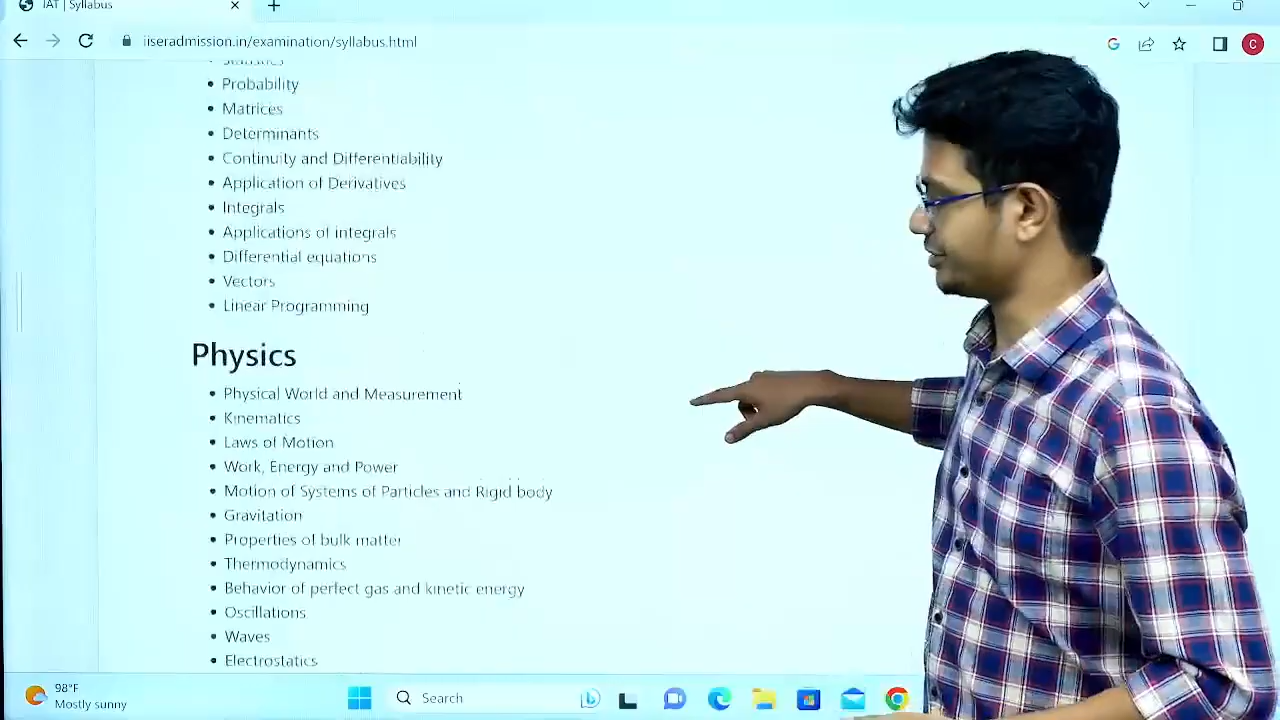 IAT | Syllabus
iiseradmission.in/examination/syllabus.html
Statistics
Probability
Matrices
Determinants
Continuity and Differentiability
Application of Derivatives
Integrals
Applications of integrals
Differential equations
Vectors
Linear Programming
Physics
Physical World and Measurement
Kinematics
Laws of Motion
Work, Energy and Power
Motion of Systems of Particles and Rigid body
Gravitation
Properties of bulk matter
Thermodynamics
Behavior of perfect gas and kinetic energy
Oscillations
Waves
Electrostatics
98°F
Mostly sunny
Search
C